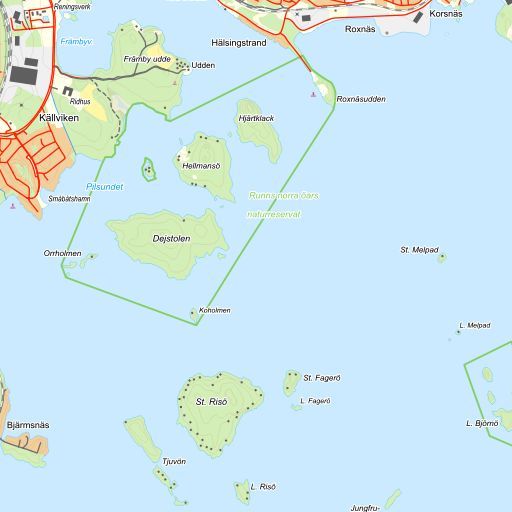 Reningsverk
Korsnäs
Roxnäs
Främbyv.
Hälsingstrand
Främby udde
Udden
Ridhus
Roxnäsudden
Källviken
Hjärtklack
Hellmansö
Pilsundet
Småbåtshamn
Runns norra öars
naturreservat
Dejstolen
Orrholmen
St. Melpad
Koholmen
L. Melpad
St. Fagerö
St. Risö
L. Fagerö
Bjärmsnäs
L. Björnö
Tjuvön
L. Risö
Jungfru-